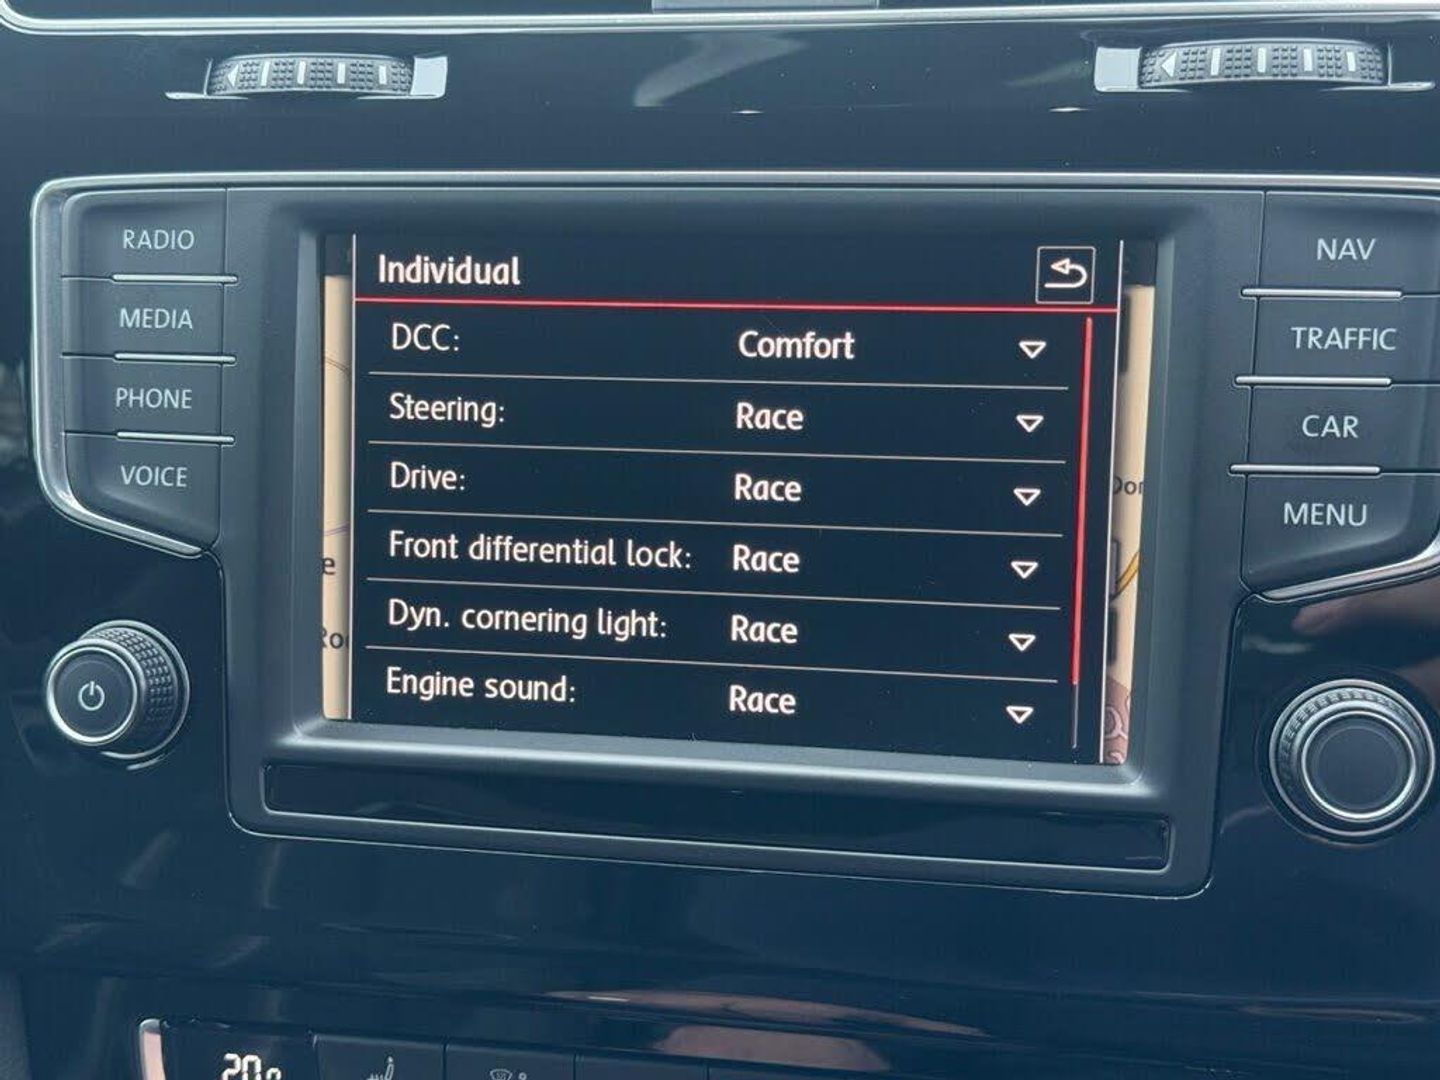 RADIO
MEDIA
PHONE
VOICE
Individual
DCC: Comfort
Steering: Race
Drive: Race
Front differential lock: Race
Dyn. cornering light: Race
Engine sound: Race
NAV
TRAFFIC
CAR
MENU